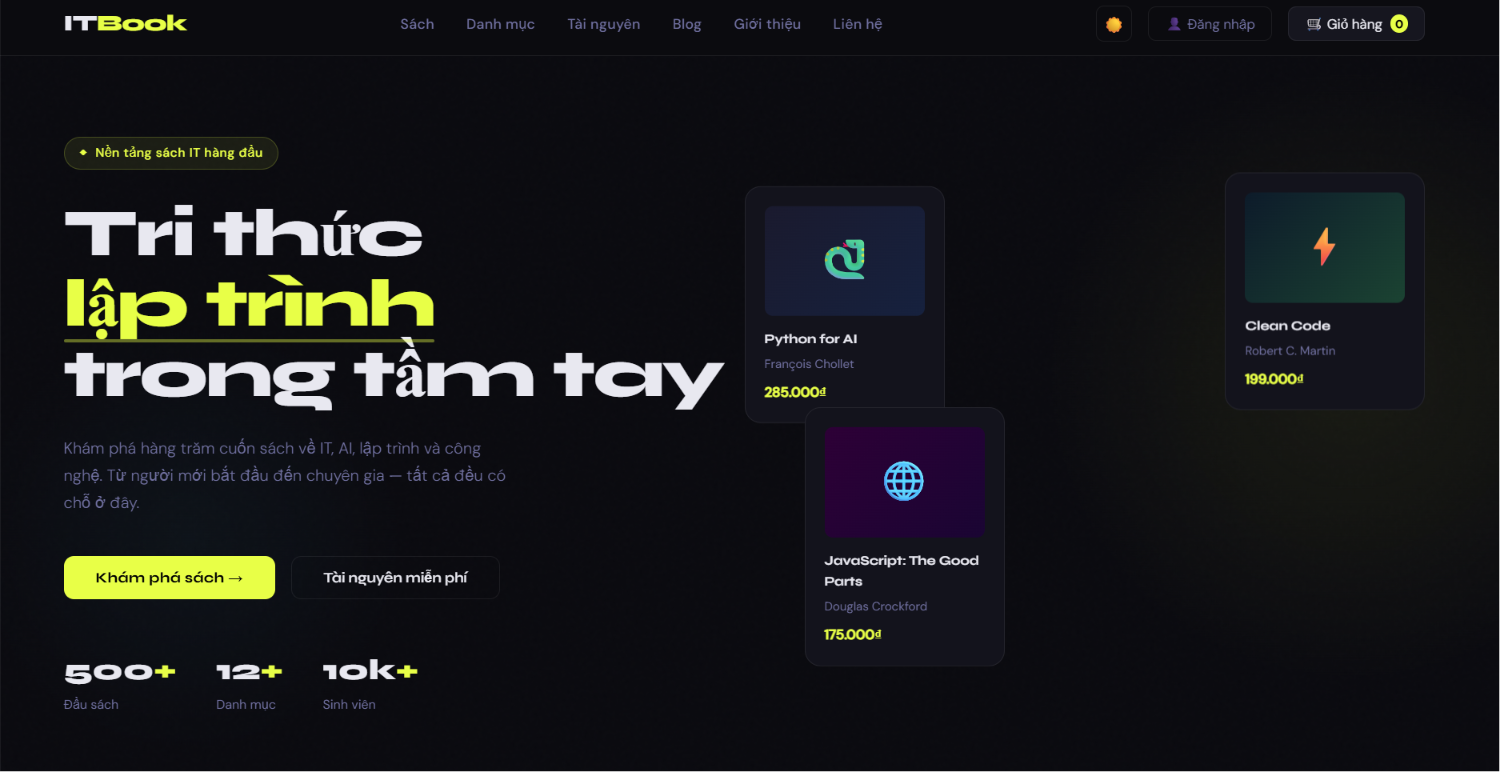 ITBook
Sách
Danh mục
Tài nguyên
Blog
Giới thiệu
Liên hệ
Đăng nhập
Giỏ hàng 0
✦ Nền tảng sách IT hàng đầu
Tri thức
lập trình
trong tầm tay
Khám phá hàng trăm cuốn sách về IT, AI, lập trình và công
nghệ. Từ người mới bắt đầu đến chuyên gia — tất cả đều có
chỗ ở đây.
Khám phá sách →
Tài nguyên miễn phí
500+
Đầu sách
12+
Danh mục
10k+
Sinh viên
Python for AI
François Chollet
285.000₫
JavaScript: The Good
Parts
Douglas Crockford
175.000₫
Clean Code
Robert C. Martin
199.000₫